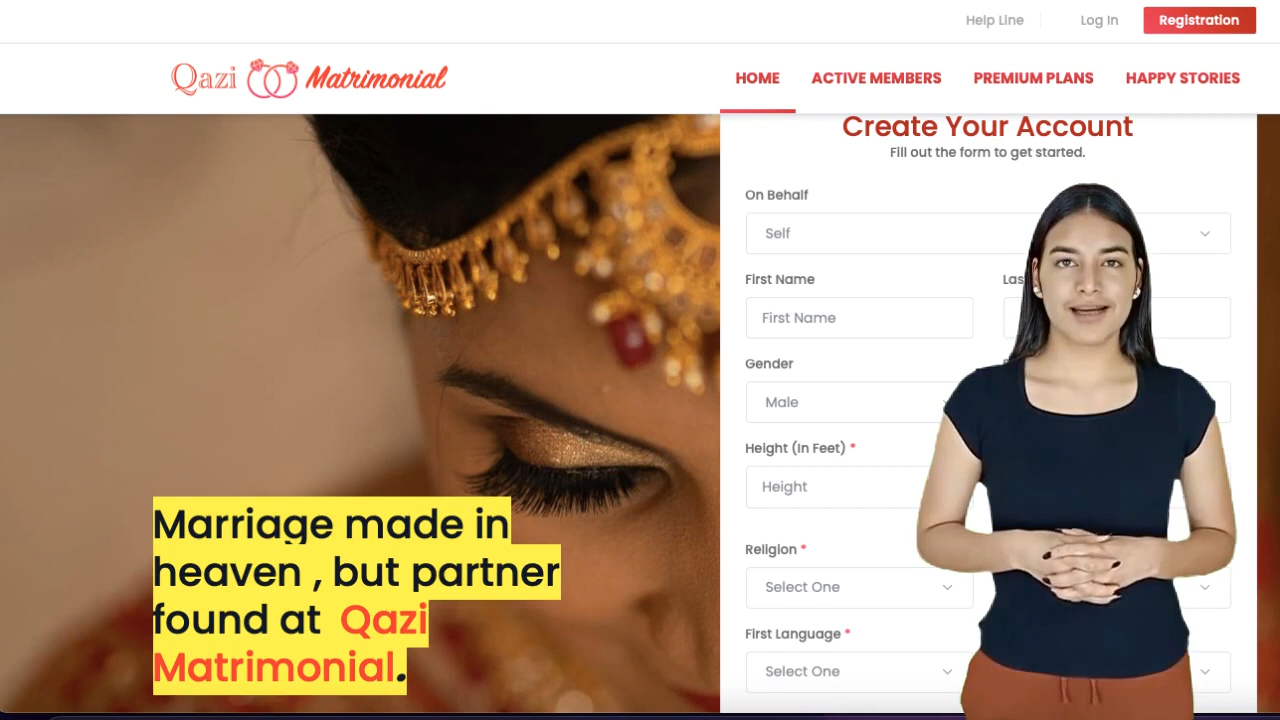 Help Line
Log In
Registration
Qazi Matrimonial
HOME
ACTIVE MEMBERS
PREMIUM PLANS
HAPPY STORIES
Create Your Account
Fill out the form to get started.
On Behalf
Self
First Name
Las
First Name
Gender
Male
Height (In Feet) *
Height
Religion *
Select One
First Language *
Select One
Marriage made in
heaven , but partner
found at Qazi
Matrimonial.